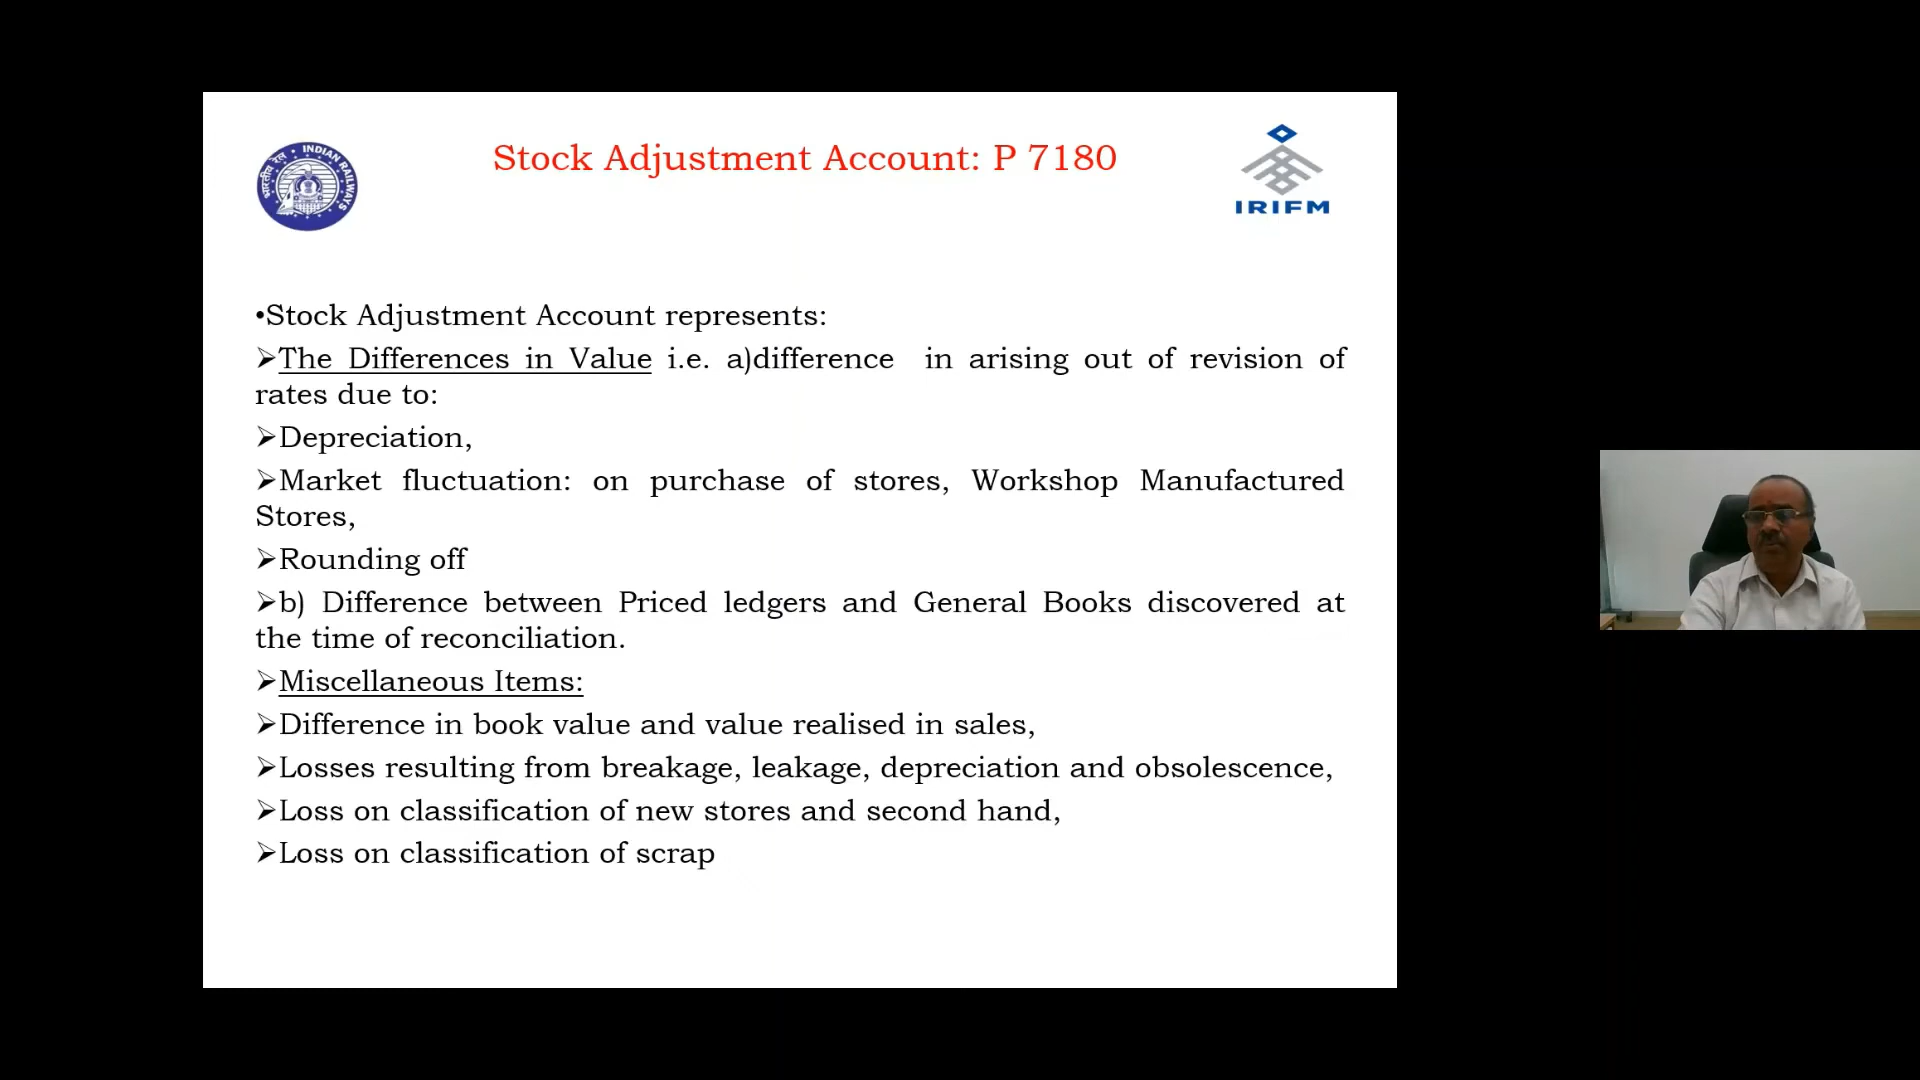 Stock Adjustment Account: P 7180
भारतीय रेल • INDIAN RAILWAYS
IRIFM
•Stock Adjustment Account represents:
➢The Differences in Value i.e. a)difference in arising out of revision of
rates due to:
➢Depreciation,
➢Market fluctuation: on purchase of stores, Workshop Manufactured
Stores,
➢Rounding off
➢b) Difference between Priced ledgers and General Books discovered at
the time of reconciliation.
➢Miscellaneous Items:
➢Difference in book value and value realised in sales,
➢Losses resulting from breakage, leakage, depreciation and obsolescence,
➢Loss on classification of new stores and second hand,
➢Loss on classification of scrap